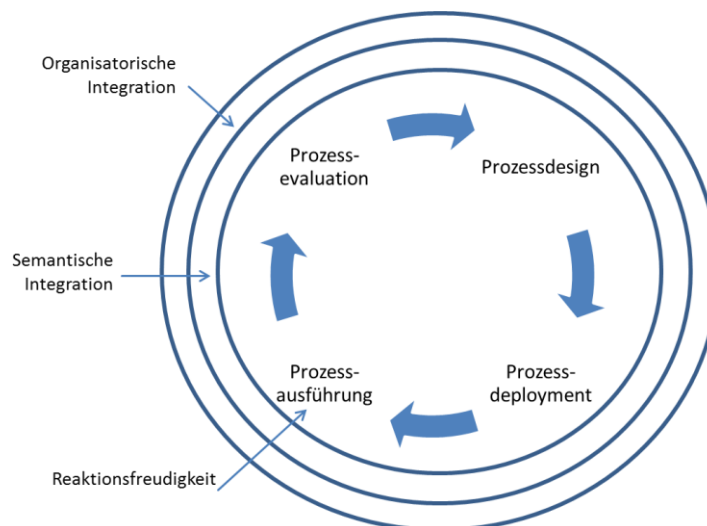 Organisatorische
Integration
Prozess-
evaluation
Prozessdesign
Semantische
Integration
Prozess-
ausführung
Prozess-
deployment
Reaktionsfreudigkeit